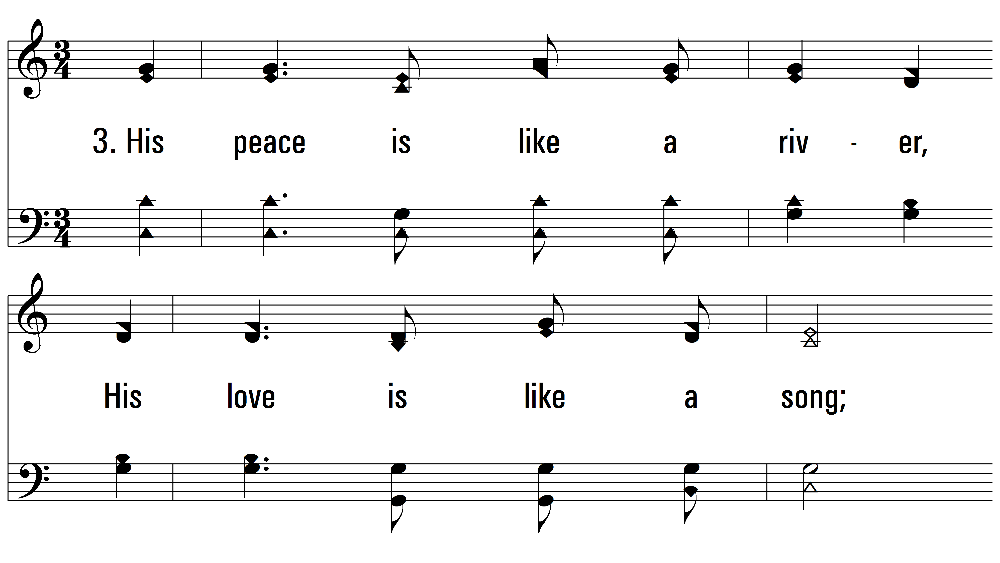 3. His peace is like a riv - er,
His love is like a song;